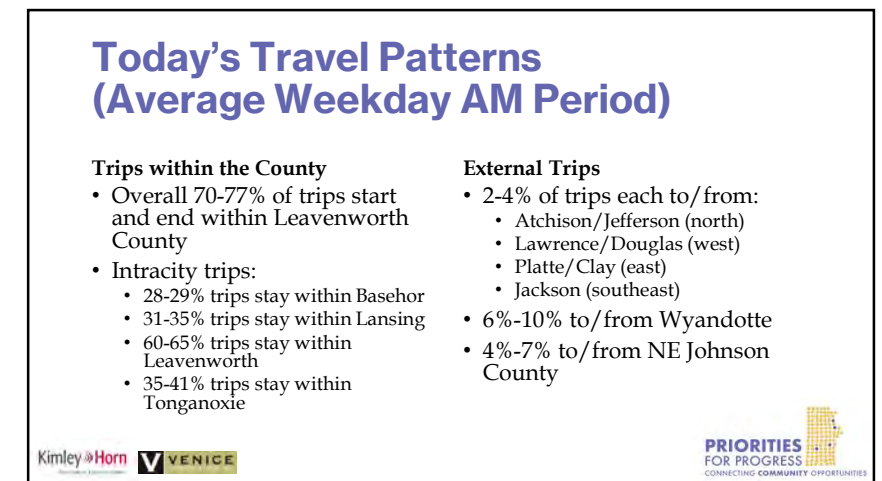 Today's Travel Patterns
(Average Weekday AM Period)
Trips within the County
• Overall 70-77% of trips start
and end within Leavenworth
County
• Intracity trips:
• 28-29% trips stay within Basehor
• 31-35% trips stay within Lansing
• 60-65% trips stay within
Leavenworth
• 35-41% trips stay within
Tonganoxie
External Trips
• 2-4% of trips each to/from:
• Atchison/Jefferson (north)
• Lawrence/Douglas (west)
• Platte/Clay (east)
• Jackson (southeast)
• 6%-10% to/from Wyandotte
• 4%-7% to/from NE Johnson
County
Kimley»Horn
V VENICE
PRIORITIES
FOR PROGRESS
CONNECTING COMMUNITY OPPORTUNITIES